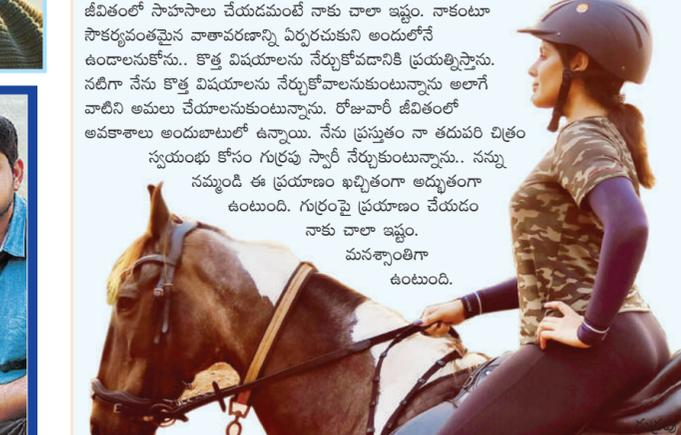 జీవితంలో సాహసాలు చేయడమంటే నాకు చాలా ఇష్టం. నాకంటూ
సౌకర్యవంతమైన వాతావరణాన్ని ఏర్పరచుకుని అందులోనే
ఉండాలనుకోను.. కొత్త విషయాలను నేర్చుకోవడానికి ప్రయత్నిస్తాను.
నటిగా నేను కొత్త విషయాలను నేర్చుకోవాలనుకుంటున్నాను అలాగే
వాటిని అమలు చేయాలనుకుంటున్నాను. రోజువారీ జీవితంలో
అవకాశాలు అందుబాటులో ఉన్నాయి. నేను ప్రస్తుతం నా తదుపరి చిత్రం
స్వయంభు కోసం గుర్రపు స్వారీ నేర్చుకుంటున్నాను.. నన్ను
నమ్మండి ఈ ప్రయాణం ఖచ్చితంగా అద్భుతంగా
ఉంటుంది. గుర్రంపై ప్రయాణం చేయడం
నాకు చాలా ఇష్టం.
మనశ్శాంతిగా
ఉంటుంది.